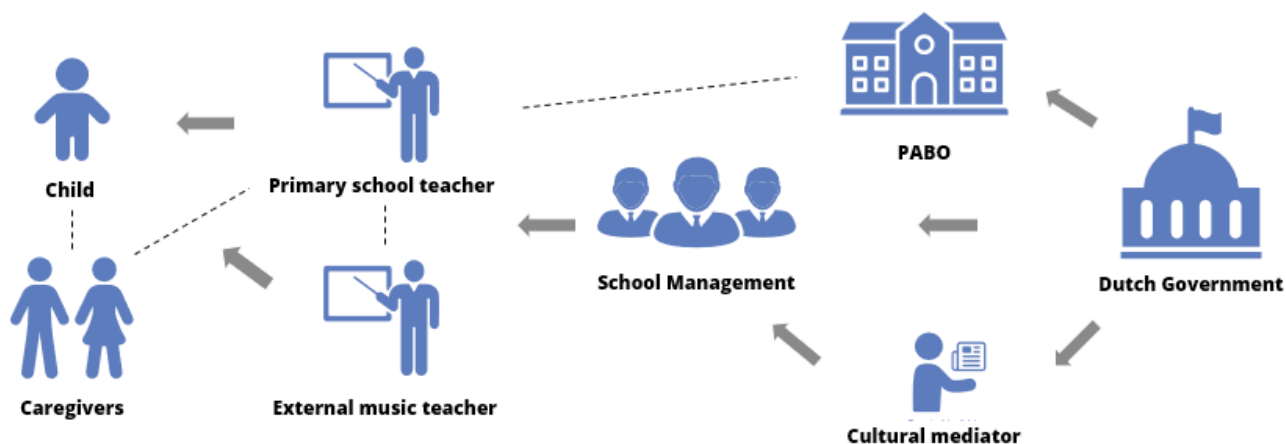 PABO
Child
Primary school teacher
School Management
Dutch Government
Caregivers
External music teacher
Cultural mediator